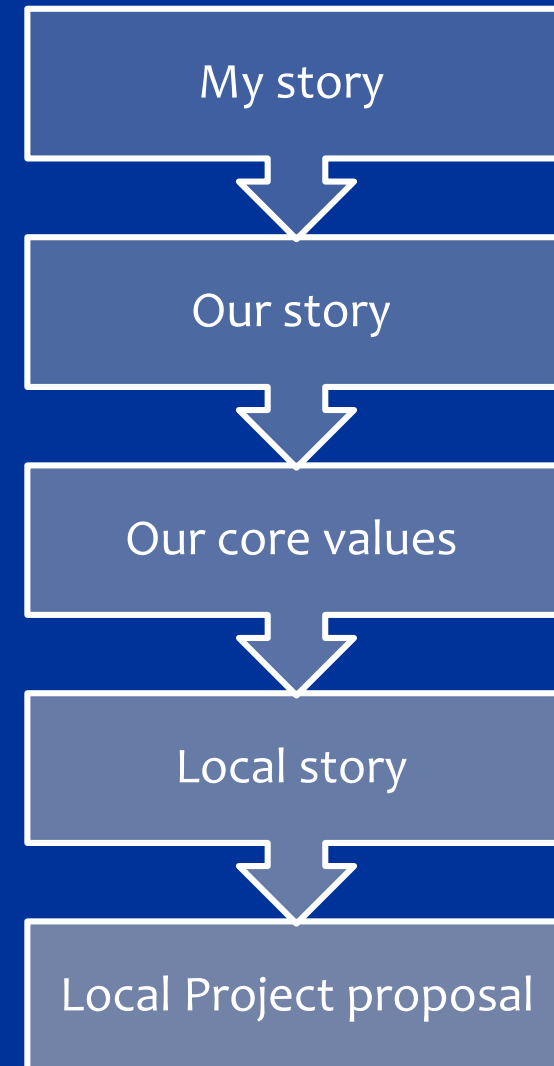 My story
Our story
Our core values
Local story
Local Project proposal